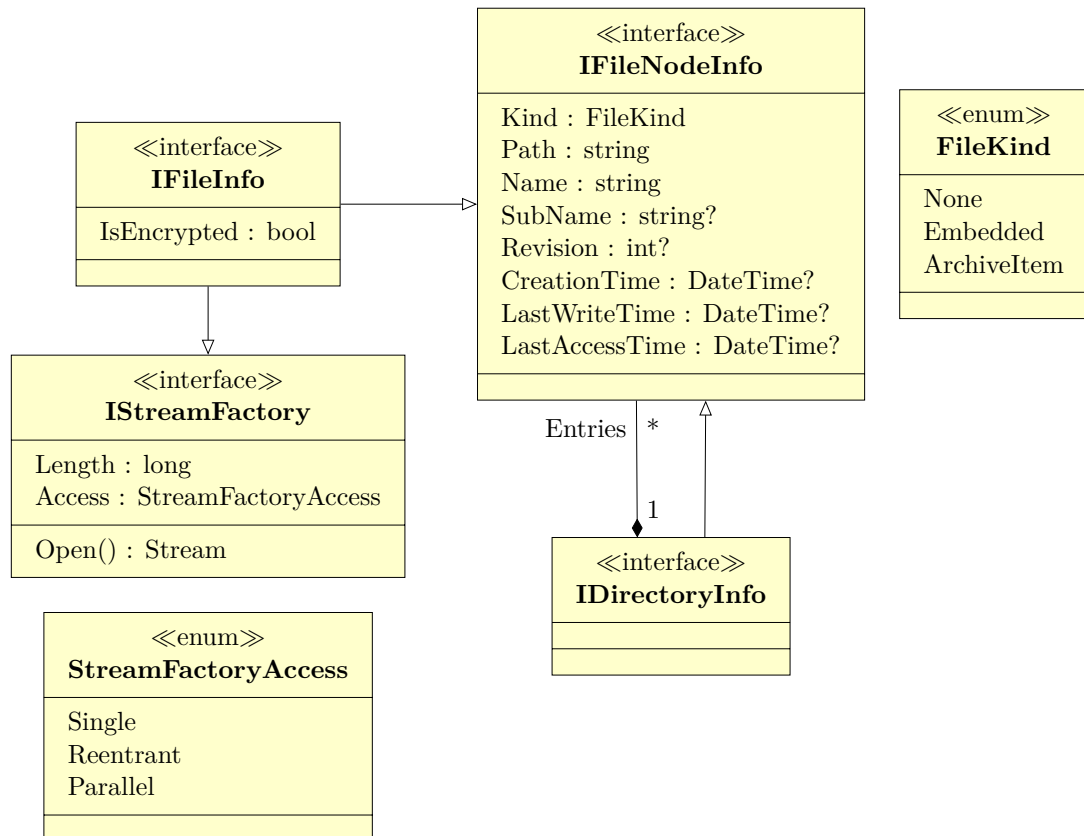 ≪interface≫
IFileNodeInfo
Kind : FileKind
Path : string
Name : string
SubName : string?
Revision : int?
CreationTime : DateTime?
LastWriteTime : DateTime?
LastAccessTime : DateTime?
≪enum≫
FileKind
None
Embedded
ArchiveItem
≪interface≫
IFileInfo
IsEncrypted : bool
≪interface≫
IStreamFactory
Length : long
Access : StreamFactoryAccess
Open() : Stream
Entries *
1
≪interface≫
IDirectoryInfo
≪enum≫
StreamFactoryAccess
Single
Reentrant
Parallel